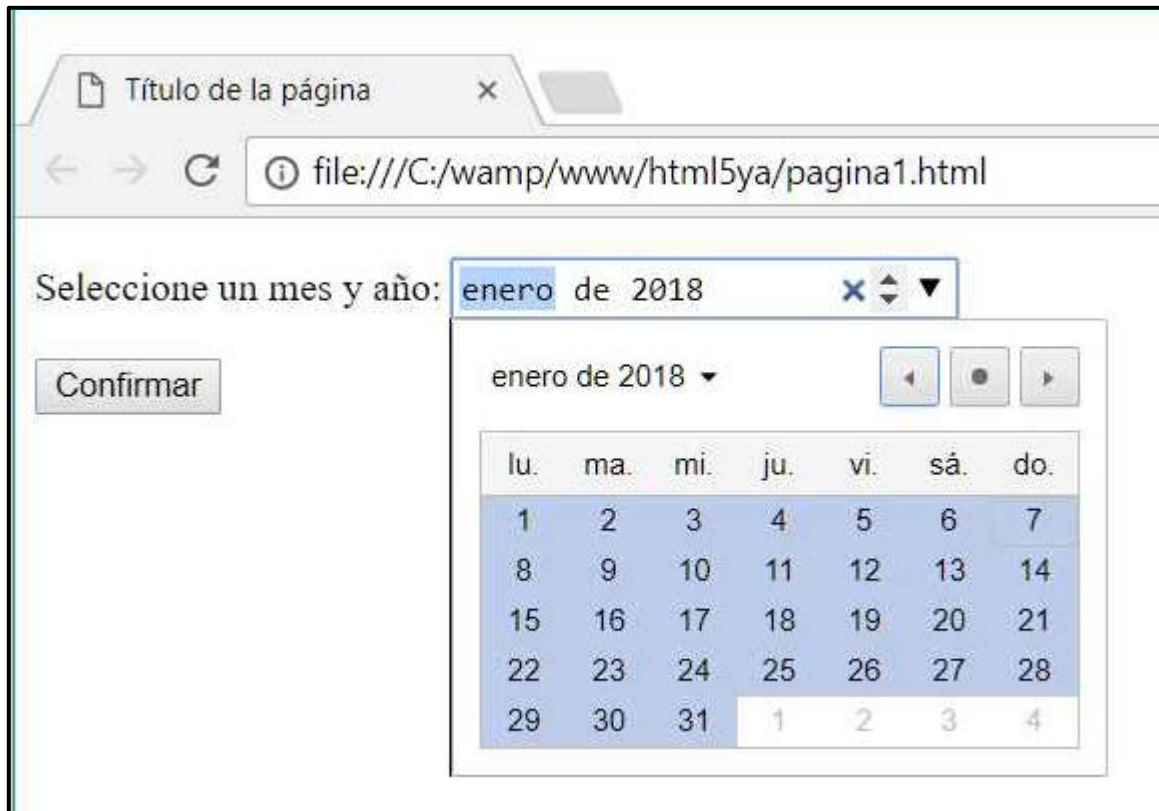 Título de la página
file:///C:/wamp/www/html5ya/pagina1.html
Seleccione un mes y año: enero de 2018
Confirmar
enero de 2018
lu. ma. mi. ju. vi. sá. do.
1 2 3 4 5 6 7
8 9 10 11 12 13 14
15 16 17 18 19 20 21
22 23 24 25 26 27 28
29 30 31 1 2 3 4